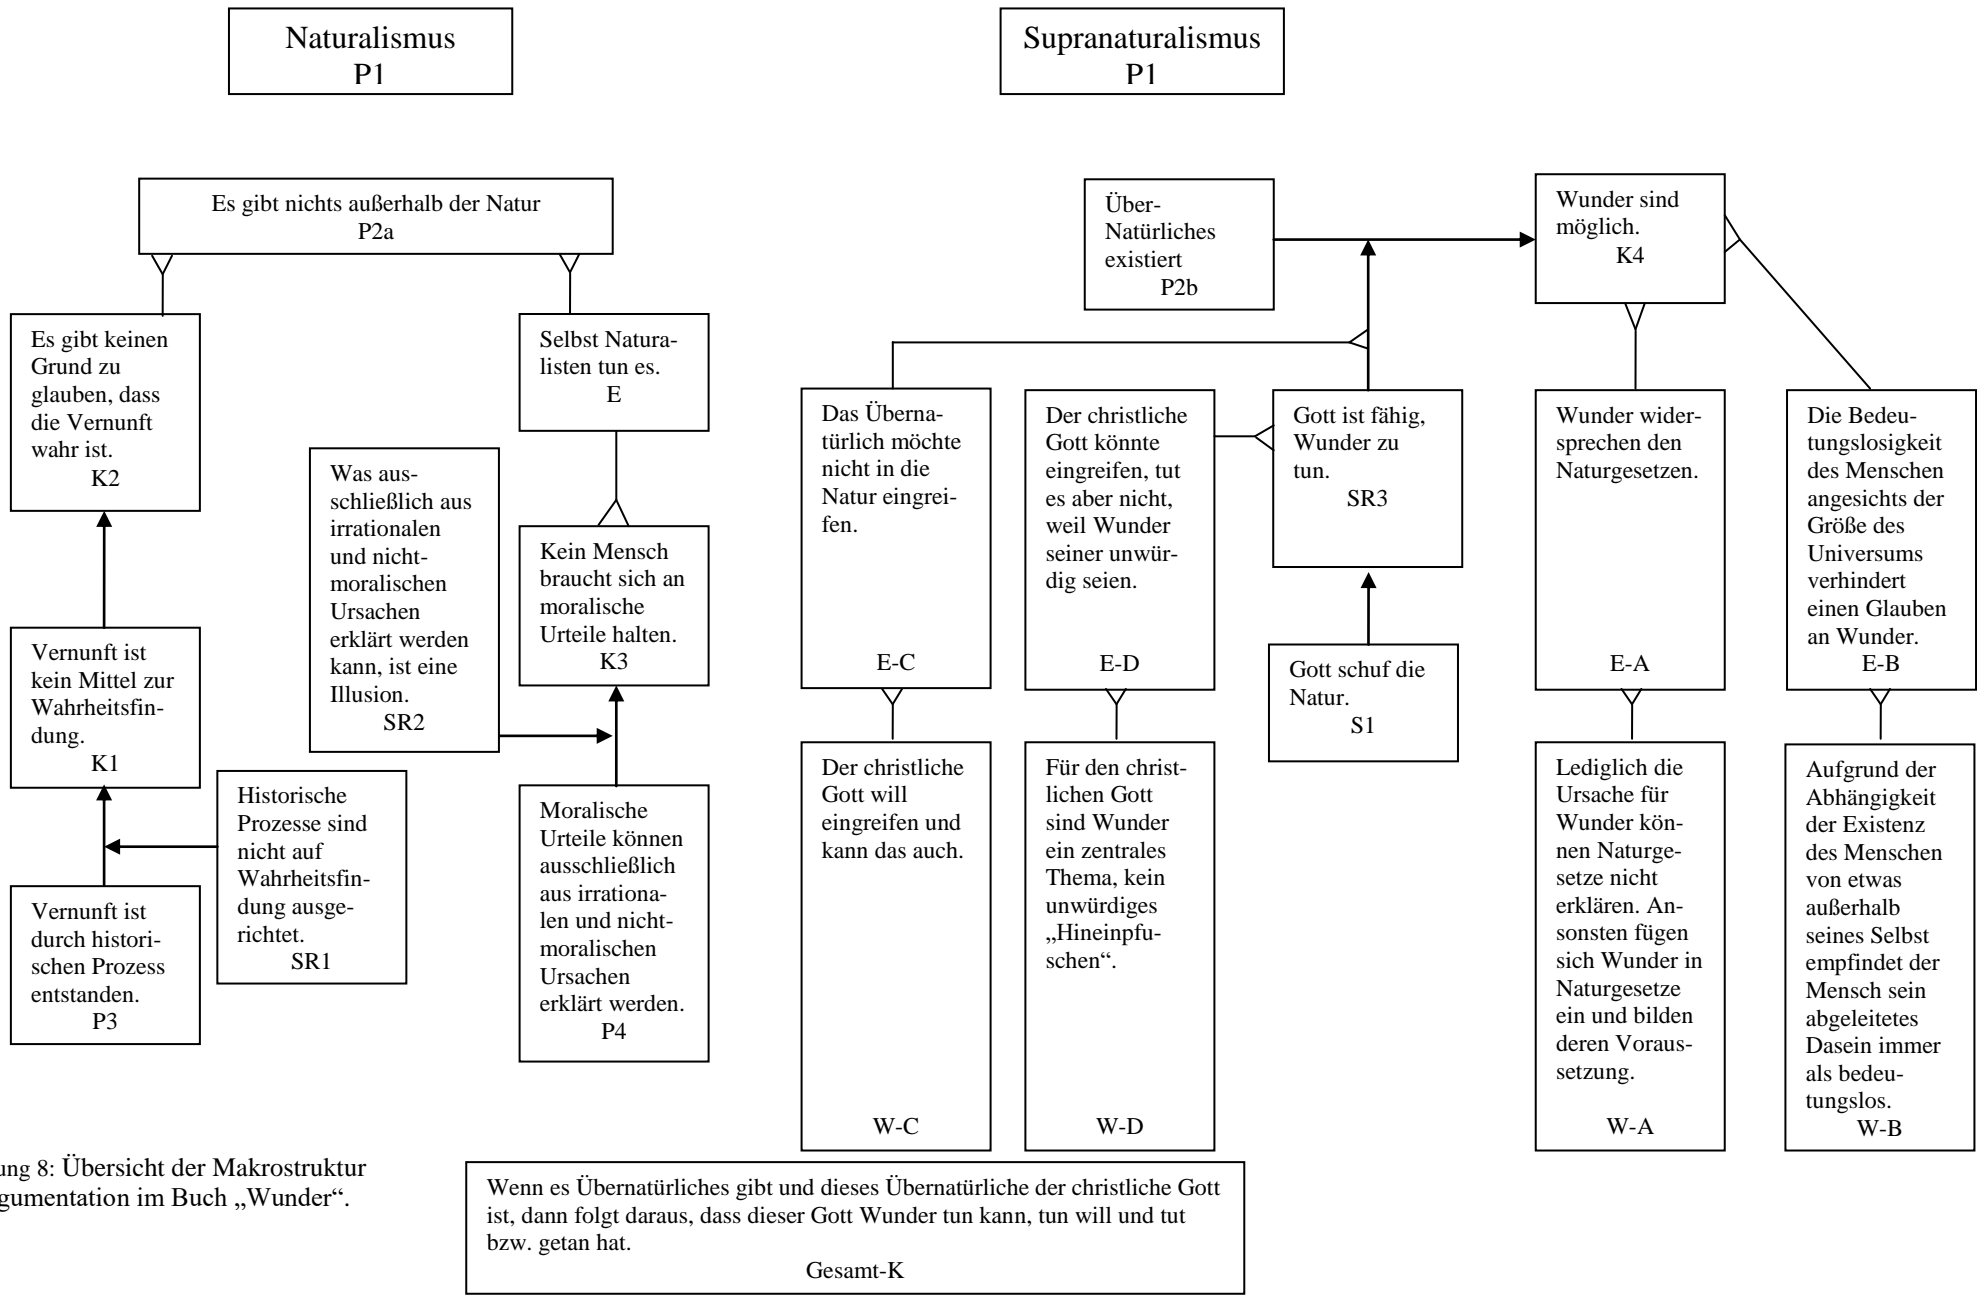 Naturalismus
P1
Supranaturalismus
P1
Es gibt nichts außerhalb der Natur
P2a
Es gibt keinen
Grund zu
glauben, dass
die Vernunft
wahr ist.
K2
Selbst Natura-
listen tun es.
E
Was aus-
schließlich aus
irrationalen
und nicht-
moralischen
Ursachen
erklärt werden
kann, ist eine
Illusion.
SR2
Kein Mensch
braucht sich an
moralische
Urteile halten.
K3
Vernunft ist
kein Mittel zur
Wahrheitsfin-
dung.
K1
Historische
Prozesse sind
nicht auf
Wahrheitsfin-
dung ausge-
richtet.
SR1
Moralische
Urteile können
ausschließlich
aus irrationa-
len und nicht-
moralischen
Ursachen
erklärt werden.
P4
Vernunft ist
durch histori-
schen Prozess
entstanden.
P3
Über-
Natürliches
existiert
P2b
Wunder sind
möglich.
K4
Das Überna-
türlich möchte
nicht in die
Natur eingrei-
fen.
E-C
Der christliche
Gott könnte
eingreifen, tut
es aber nicht,
weil Wunder
seiner unwür-
dig seien.
E-D
Gott ist fähig,
Wunder zu
tun.
SR3
Wunder wider-
sprechen den
Naturgesetzen.
E-A
Die Bedeu-
tungslosigkeit
des Menschen
angesichts der
Größe des
Universums
verhindert
einen Glauben
an Wunder.
E-B
Gott schuf die
Natur.
S1
Der christliche
Gott will
eingreifen und
kann das auch.
W-C
Für den christ-
lichen Gott
sind Wunder
ein zentrales
Thema, kein
unwürdiges
„Hineinpfu-
schen“.
W-D
Lediglich die
Ursache für
Wunder kön-
nen Naturge-
setze nicht
erklären. An-
sonsten fügen
sich Wunder in
Naturgesetze
ein und bilden
deren Voraus-
setzung.
W-A
Aufgrund der
Abhängigkeit
der Existenz
des Menschen
von etwas
außerhalb
seines Selbst
empfindet der
Mensch sein
abgeleitetes
Dasein immer
als bedeu-
tungslos.
W-B
ung 8: Übersicht der Makrostruktur
gumentation im Buch „Wunder“.
Wenn es Übernatürliches gibt und dieses Übernatürliche der christliche Gott
ist, dann folgt daraus, dass dieser Gott Wunder tun kann, tun will und tut
bzw. getan hat.
Gesamt-K